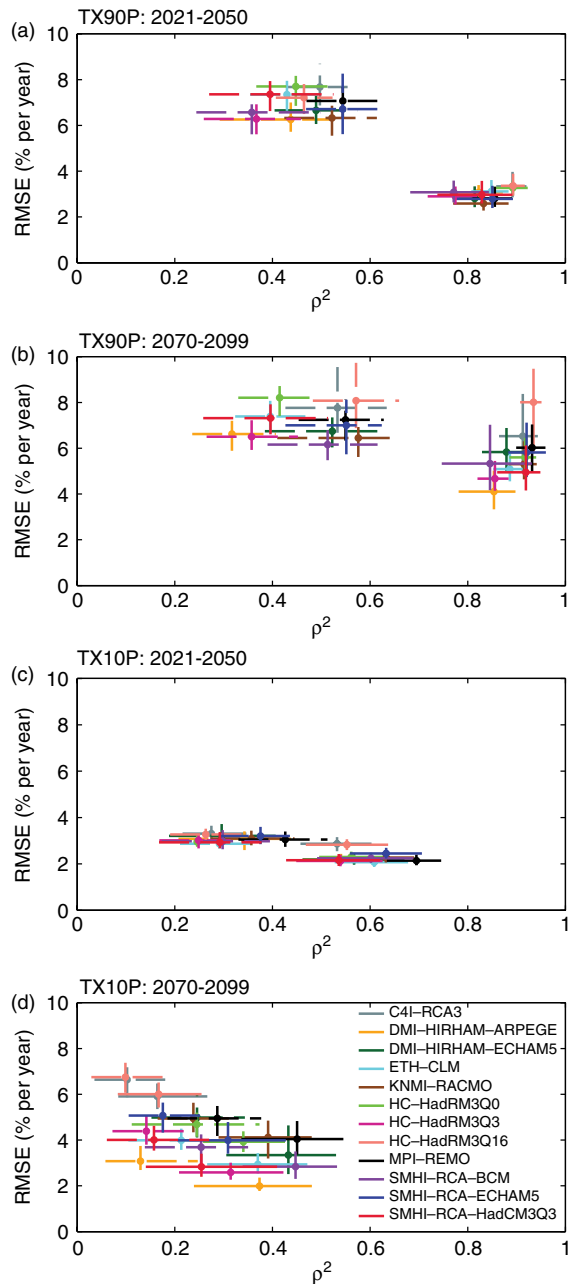 (a) TX90P: 2021-2050
10
8
6
4
2
0
RMSE (% per year)
0 0.2 0.4 0.6 0.8 1
ρ²
(b) TX90P: 2070-2099
10
8
6
4
2
0
RMSE (% per year)
0 0.2 0.4 0.6 0.8 1
ρ²
(c) TX10P: 2021-2050
10
8
6
4
2
0
RMSE (% per year)
0 0.2 0.4 0.6 0.8 1
ρ²
(d) TX10P: 2070-2099
10
8
6
4
2
0
RMSE (% per year)
C4I–RCA3
DMI–HIRHAM–ARPEGE
DMI–HIRHAM–ECHAM5
ETH–CLM
KNMI–RACMO
HC–HadRM3Q0
HC–HadRM3Q3
HC–HadRM3Q16
MPI–REMO
SMHI–RCA–BCM
SMHI–RCA–ECHAM5
SMHI–RCA–HadCM3Q3
0 0.2 0.4 0.6 0.8 1
ρ²